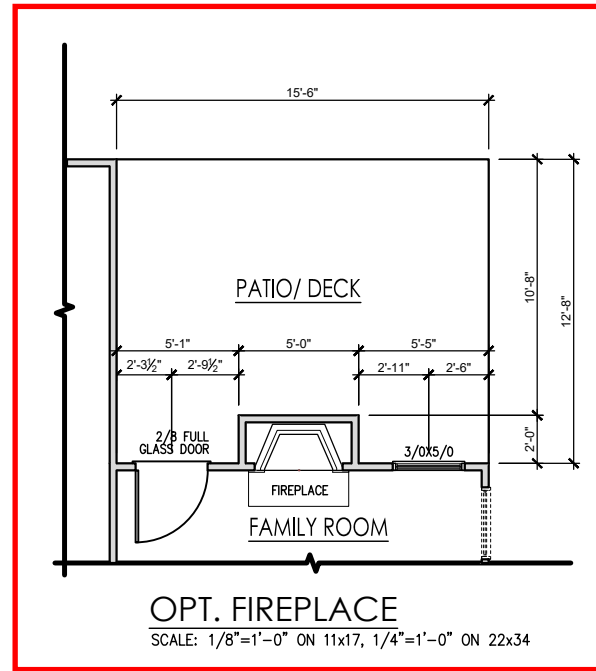 15'-6"
PATIO/ DECK
10'-8"
12'-8"
5'-1" 5'-0" 5'-5"
2'-3½" 2'-9½" 2'-11" 2'-6"
2/8 FULL
GLASS DOOR
3/0X5/0
2'-0"
FIREPLACE
FAMILY ROOM
OPT. FIREPLACE
SCALE: 1/8"=1'-0" ON 11x17, 1/4"=1'-0" ON 22x34